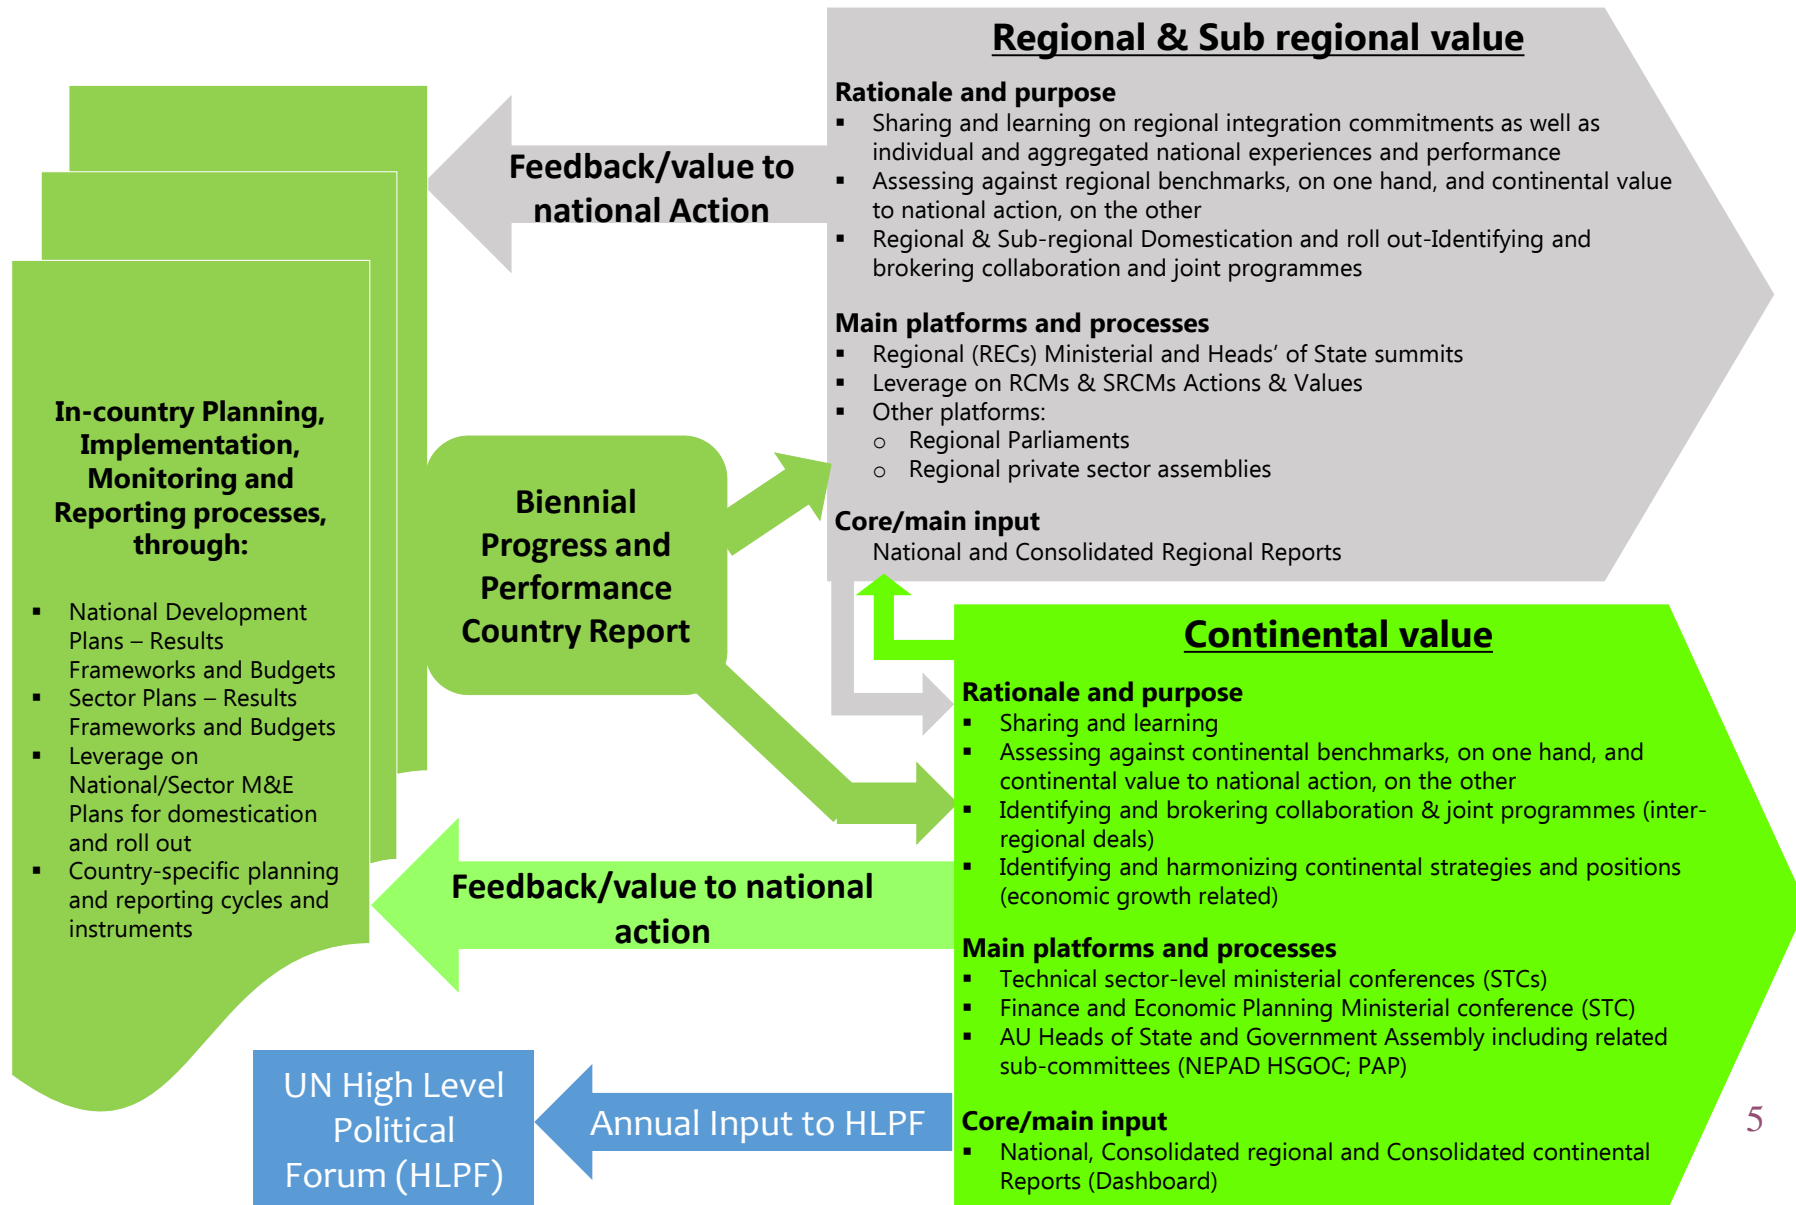 Regional & Sub regional value
Rationale and purpose
▪ Sharing and learning on regional integration commitments as well as
individual and aggregated national experiences and performance
▪ Assessing against regional benchmarks, on one hand, and continental value
to national action, on the other
▪ Regional & Sub-regional Domestication and roll out-Identifying and
brokering collaboration and joint programmes
Main platforms and processes
▪ Regional (RECs) Ministerial and Heads’ of State summits
▪ Leverage on RCMs & SRCMs Actions & Values
▪ Other platforms:
o Regional Parliaments
o Regional private sector assemblies
Core/main input
National and Consolidated Regional Reports
Feedback/value to
national Action
In-country Planning,
Implementation,
Monitoring and
Reporting processes,
through:
▪ National Development
Plans – Results
Frameworks and Budgets
▪ Sector Plans – Results
Frameworks and Budgets
▪ Leverage on
National/Sector M&E
Plans for domestication
and roll out
▪ Country-specific planning
and reporting cycles and
instruments
Biennial
Progress and
Performance
Country Report
Continental value
Rationale and purpose
▪ Sharing and learning
▪ Assessing against continental benchmarks, on one hand, and
continental value to national action, on the other
▪ Identifying and brokering collaboration & joint programmes (inter-
regional deals)
▪ Identifying and harmonizing continental strategies and positions
(economic growth related)
Main platforms and processes
▪ Technical sector-level ministerial conferences (STCs)
▪ Finance and Economic Planning Ministerial conference (STC)
▪ AU Heads of State and Government Assembly including related
sub-committees (NEPAD HSGOC; PAP)
Core/main input
▪ National, Consolidated regional and Consolidated continental
Reports (Dashboard)
Feedback/value to national
action
UN High Level
Political
Forum (HLPF)
Annual Input to HLPF
5